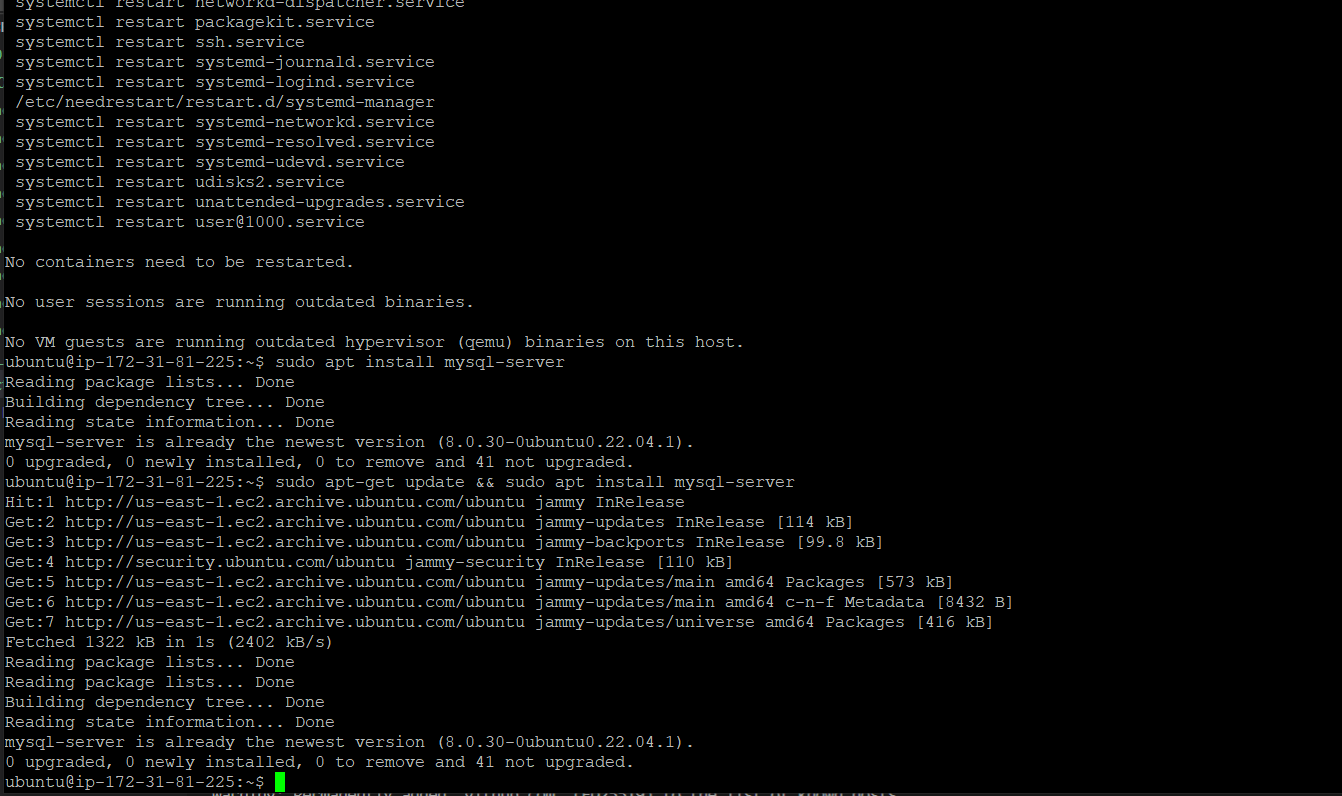 systemctl restart networkd-dispatcher.service
systemctl restart packagekit.service
systemctl restart ssh.service
systemctl restart systemd-journald.service
systemctl restart systemd-logind.service
/etc/needrestart/restart.d/systemd-manager
systemctl restart systemd-networkd.service
systemctl restart systemd-resolved.service
systemctl restart systemd-udevd.service
systemctl restart udisks2.service
systemctl restart unattended-upgrades.service
systemctl restart user@1000.service
No containers need to be restarted.
No user sessions are running outdated binaries.
No VM guests are running outdated hypervisor (qemu) binaries on this host.
ubuntu@ip-172-31-81-225:~$ sudo apt install mysql-server
Reading package lists... Done
Building dependency tree... Done
Reading state information... Done
mysql-server is already the newest version (8.0.30-0ubuntu0.22.04.1).
0 upgraded, 0 newly installed, 0 to remove and 41 not upgraded.
ubuntu@ip-172-31-81-225:~$ sudo apt-get update && sudo apt install mysql-server
Hit:1 http://us-east-1.ec2.archive.ubuntu.com/ubuntu jammy InRelease
Get:2 http://us-east-1.ec2.archive.ubuntu.com/ubuntu jammy-updates InRelease [114 kB]
Get:3 http://us-east-1.ec2.archive.ubuntu.com/ubuntu jammy-backports InRelease [99.8 kB]
Get:4 http://security.ubuntu.com/ubuntu jammy-security InRelease [110 kB]
Get:5 http://us-east-1.ec2.archive.ubuntu.com/ubuntu jammy-updates/main amd64 Packages [573 kB]
Get:6 http://us-east-1.ec2.archive.ubuntu.com/ubuntu jammy-updates/main amd64 c-n-f Metadata [8432 B]
Get:7 http://us-east-1.ec2.archive.ubuntu.com/ubuntu jammy-updates/universe amd64 Packages [416 kB]
Fetched 1322 kB in 1s (2402 kB/s)
Reading package lists... Done
Reading package lists... Done
Building dependency tree... Done
Reading state information... Done
mysql-server is already the newest version (8.0.30-0ubuntu0.22.04.1).
0 upgraded, 0 newly installed, 0 to remove and 41 not upgraded.
ubuntu@ip-172-31-81-225:~$